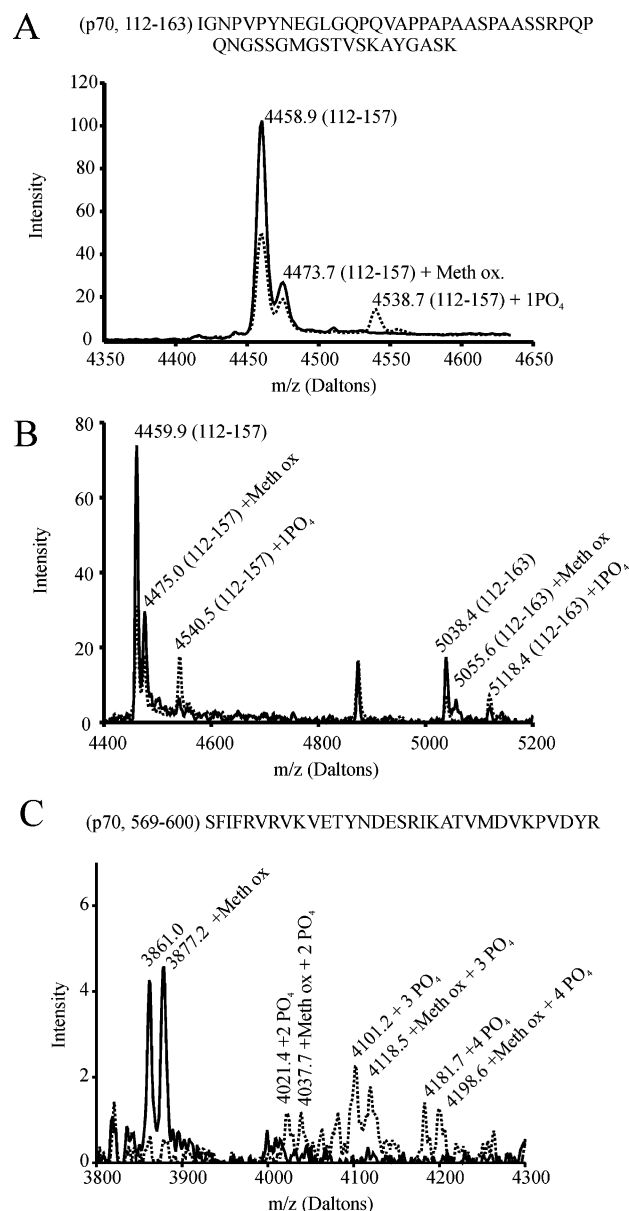 A
(p70, 112-163) IGNPVPYNEGLGQPQVAPPAPAASPAASSRPQP
QNGSSGMGSTVSKAYGASK
120
100
80
60
40
20
0
Intensity
4458.9 (112-157)
4473.7 (112-157) + Meth ox.
4538.7 (112-157) + 1PO4
4350
4400
4450
4500
4550
4600
4650
m/z (Daltons)
B
80
60
40
20
0
Intensity
4459.9 (112-157)
4475.0 (112-157) +Meth ox
4540.5 (112-157) +1PO4
5038.4 (112-163)
5055.6 (112-163) +Meth ox
5118.4 (112-163) +1PO4
4400
4600
4800
5000
5200
m/z (Daltons)
C
(p70, 569-600) SFIFRVRVKVETYNDESRIKATVMDVKPVDYR
6
4
2
0
Intensity
3861.0
3877.2 +Meth ox
4021.4 +2 PO4
4037.7 +Meth ox + 2 PO4
4101.2 + 3 PO4
4118.5 +Meth ox + 3 PO4
4181.7 +4 PO4
4198.6 +Meth ox + 4 PO4
3800
3900
4000
4100
4200
4300
m/z (Daltons)